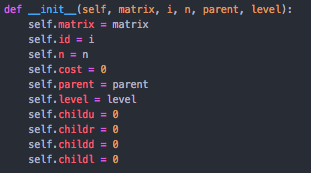 def __init__(self, matrix, i, n, parent, level):
    self.matrix = matrix
    self.id = i
    self.n = n
    self.cost = 0
    self.parent = parent
    self.level = level
    self.childu = 0
    self.childr = 0
    self.childd = 0
    self.childl = 0